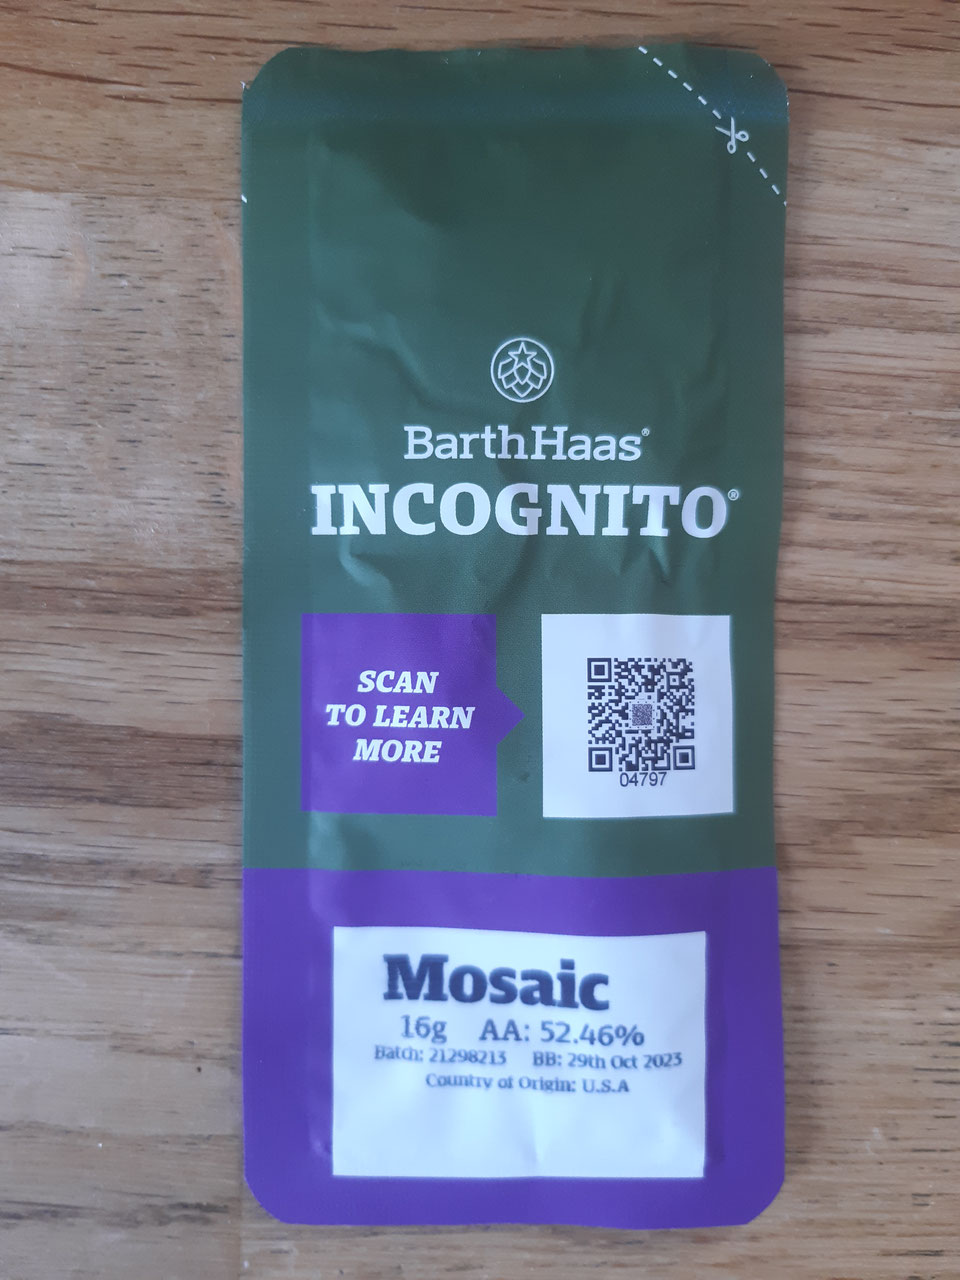 BarthHaas®
INCOGNITO®
SCAN
TO LEARN
MORE
04797
Mosaic
16g AA: 52.46%
Batch: 21298213 BB: 29th Oct 2023
Country of Origin: U.S.A